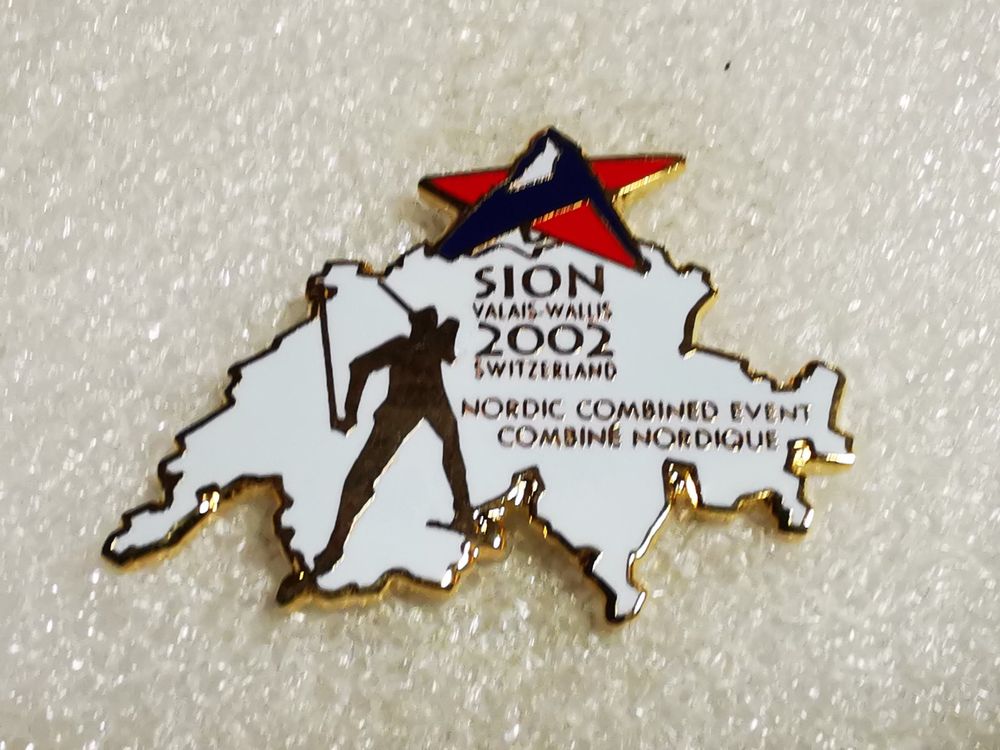 SION
VALAIS-WALLIS
2002
SWITZERLAND
NORDIC COMBINED EVENT
COMBINÉ NORDIQUE